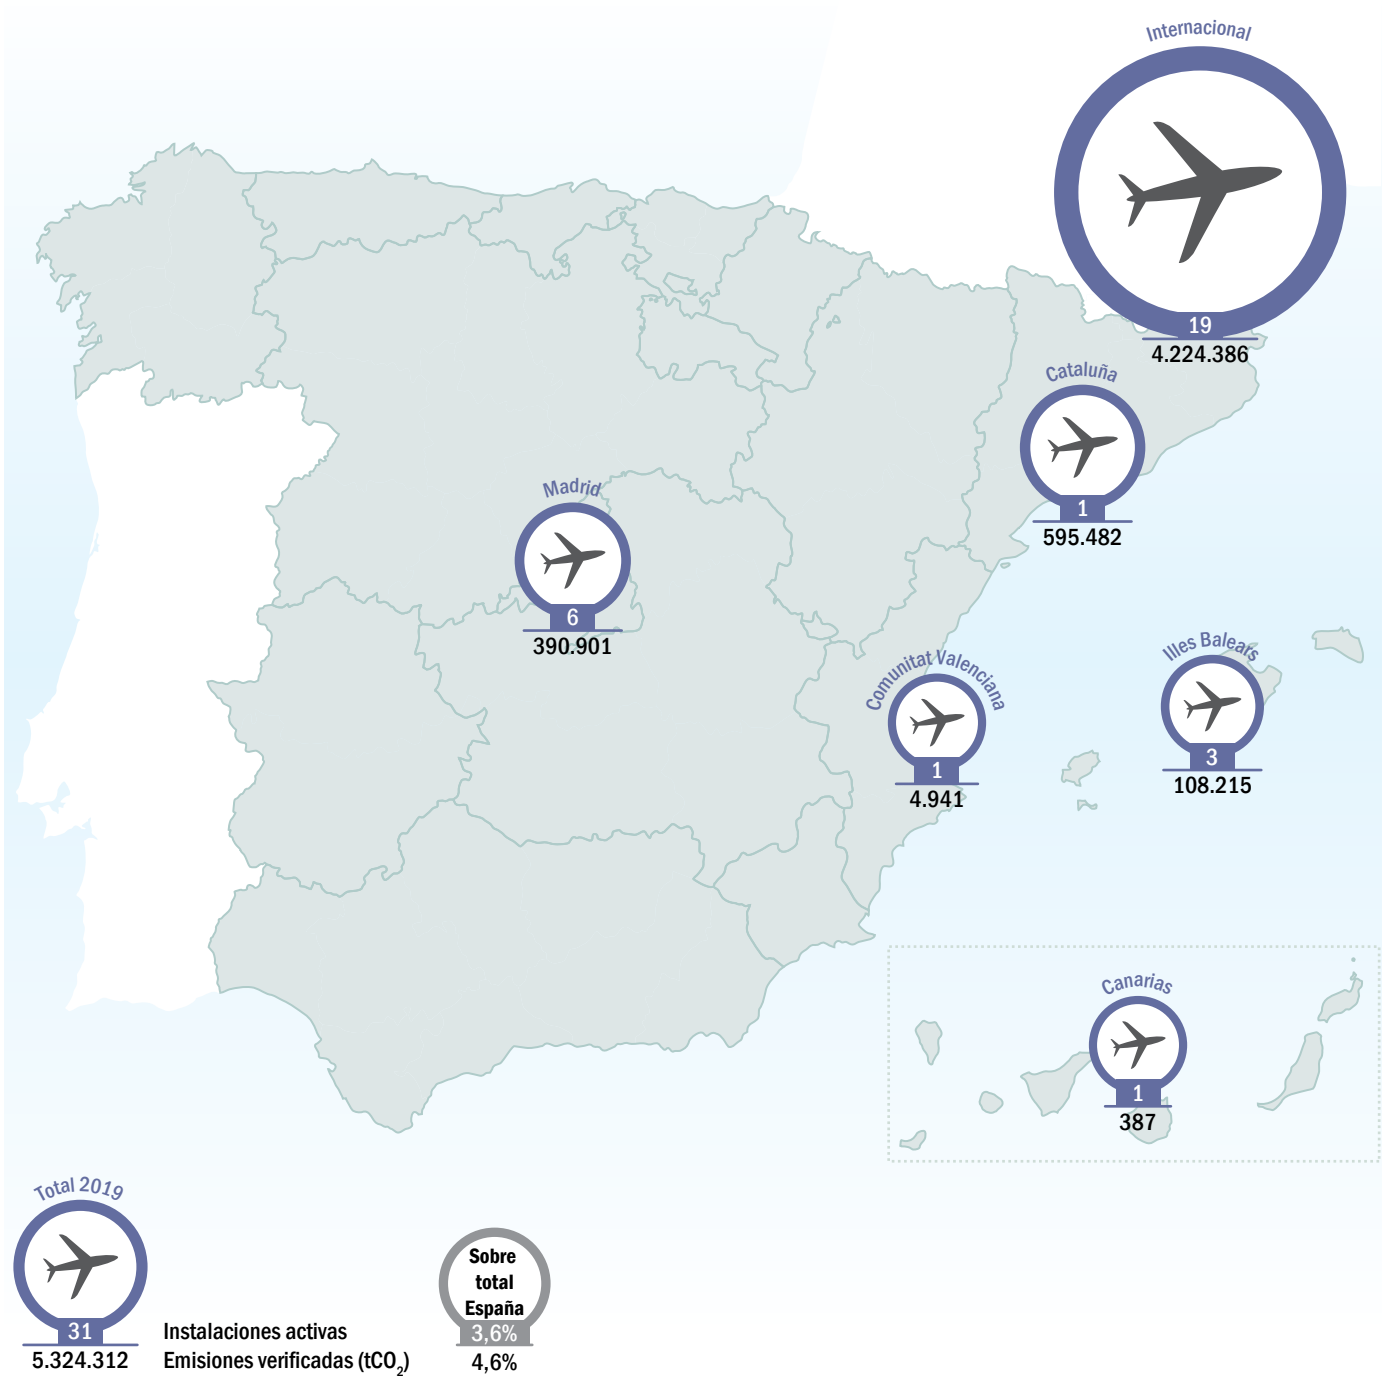 Internacional
19
4.224.386
Cataluña
1
595.482
Madrid
6
390.901
Comunitat Valenciana
1
4.941
Illes Balears
3
108.215
Canarias
1
387
Total 2019
31
5.324.312
Instalaciones activas
Emisiones verificadas (tCO₂)
Sobre
total
España
3,6%
4,6%